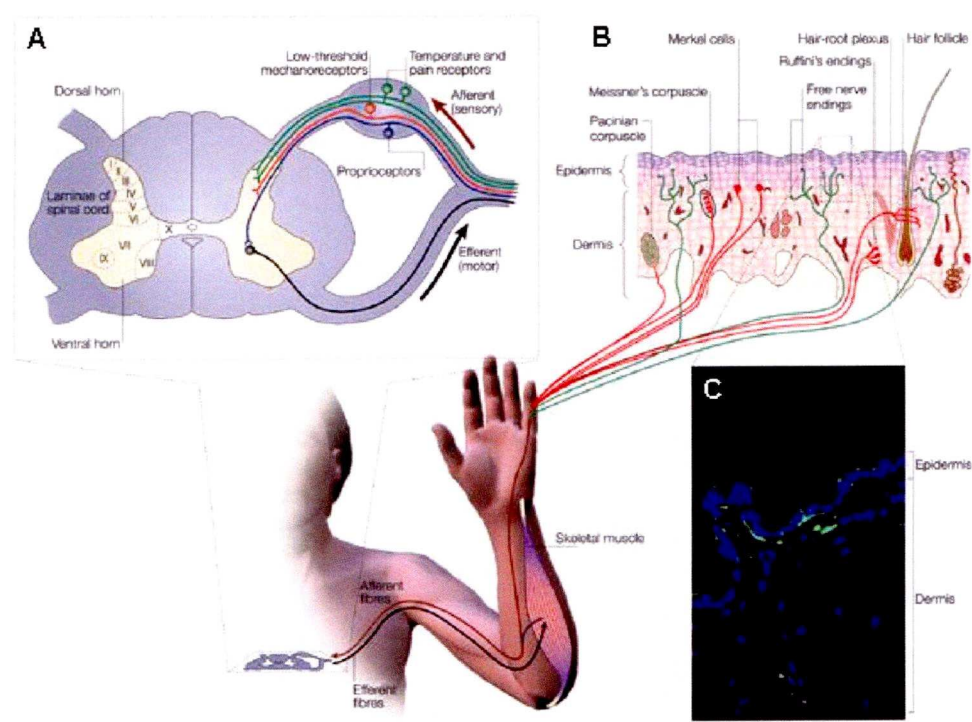 A
Low-threshold
mechanoreceptors
Temperature and
pain receptors
Afferent
(sensory)
Dorsal horn
Proprioceptors
Laminae of
spinal cord
I
II
III
IV
V
VI
X
VII
IX
VIII
Efferent
(motor)
Ventral horn
B
Merkel cells
Hair-root plexus
Hair follicle
Ruffini's endings
Meissner's corpuscle
Free nerve
endings
Pacinian
corpuscle
Epidermis
Dermis
C
Epidermis
Dermis
Skeletal muscle
Afferent
fibres
Efferent
fibres